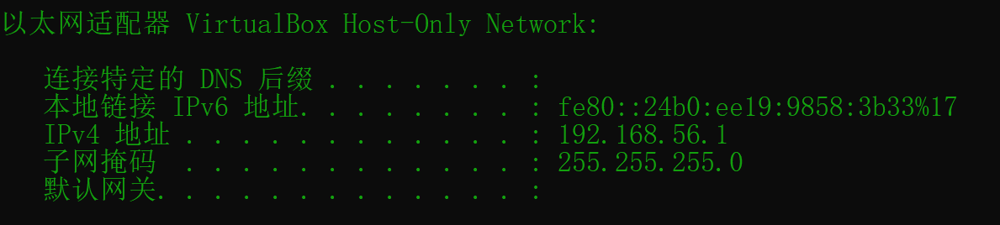 以太网适配器 VirtualBox Host-Only Network:
连接特定的 DNS 后缀 . . . . . . . :
本地链接 IPv6 地址. . . . . . . . : fe80::24b0:ee19:9858:3b33%17
IPv4 地址 . . . . . . . . . . . . : 192.168.56.1
子网掩码  . . . . . . . . . . . . : 255.255.255.0
默认网关. . . . . . . . . . . . . :